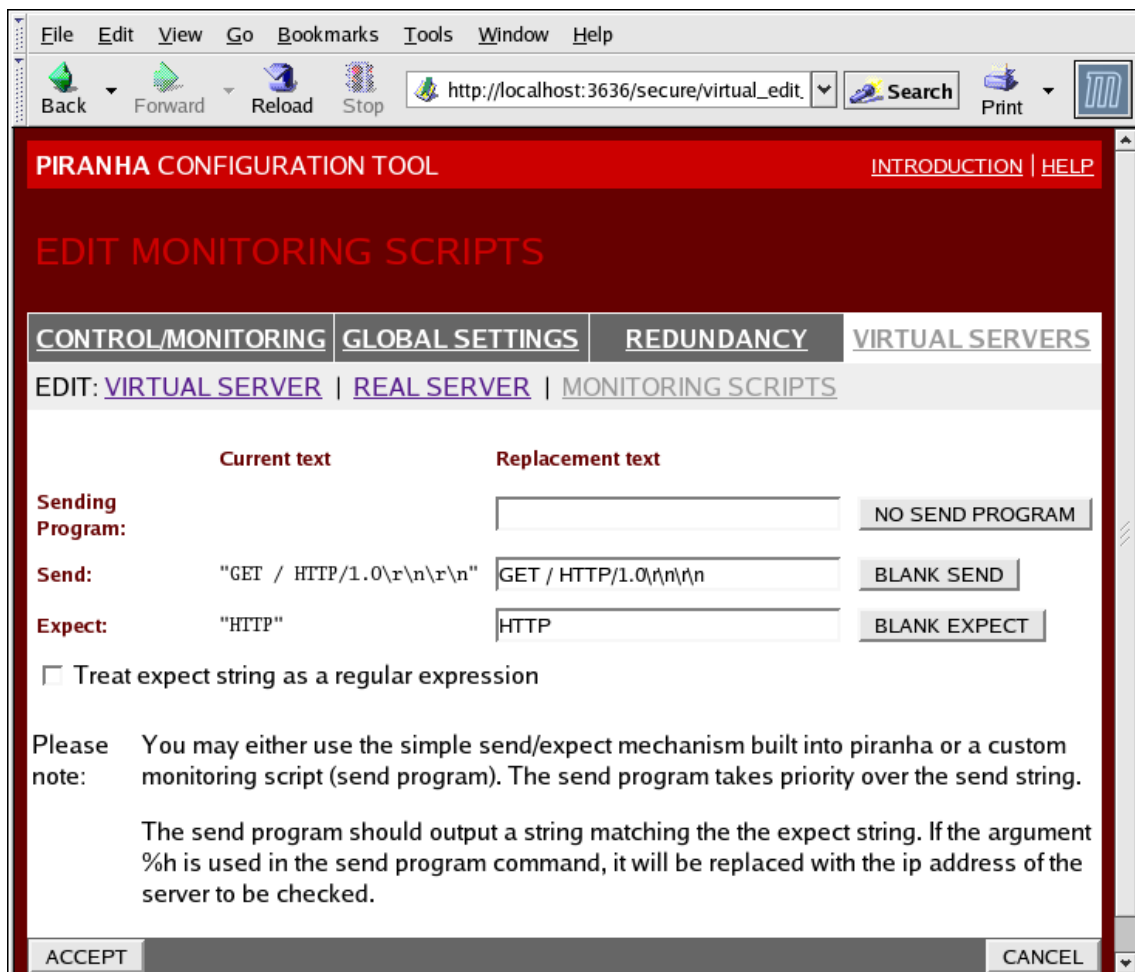 File Edit View Go Bookmarks Tools Window Help
Back Forward Reload Stop http://localhost:3636/secure/virtual_edit_ Search Print
PIRANHA CONFIGURATION TOOL INTRODUCTION | HELP
EDIT MONITORING SCRIPTS
CONTROL/MONITORING GLOBAL SETTINGS REDUNDANCY VIRTUAL SERVERS
EDIT: VIRTUAL SERVER | REAL SERVER | MONITORING SCRIPTS
Current text Replacement text
Sending
Program: NO SEND PROGRAM
Send: "GET / HTTP/1.0\r\n\r\n" GET / HTTP/1.0\r\n\r\n BLANK SEND
Expect: "HTTP" HTTP BLANK EXPECT
Treat expect string as a regular expression
Please note: You may either use the simple send/expect mechanism built into piranha or a custom
monitoring script (send program). The send program takes priority over the send string.
The send program should output a string matching the the expect string. If the argument
%h is used in the send program command, it will be replaced with the ip address of the
server to be checked.
ACCEPT CANCEL